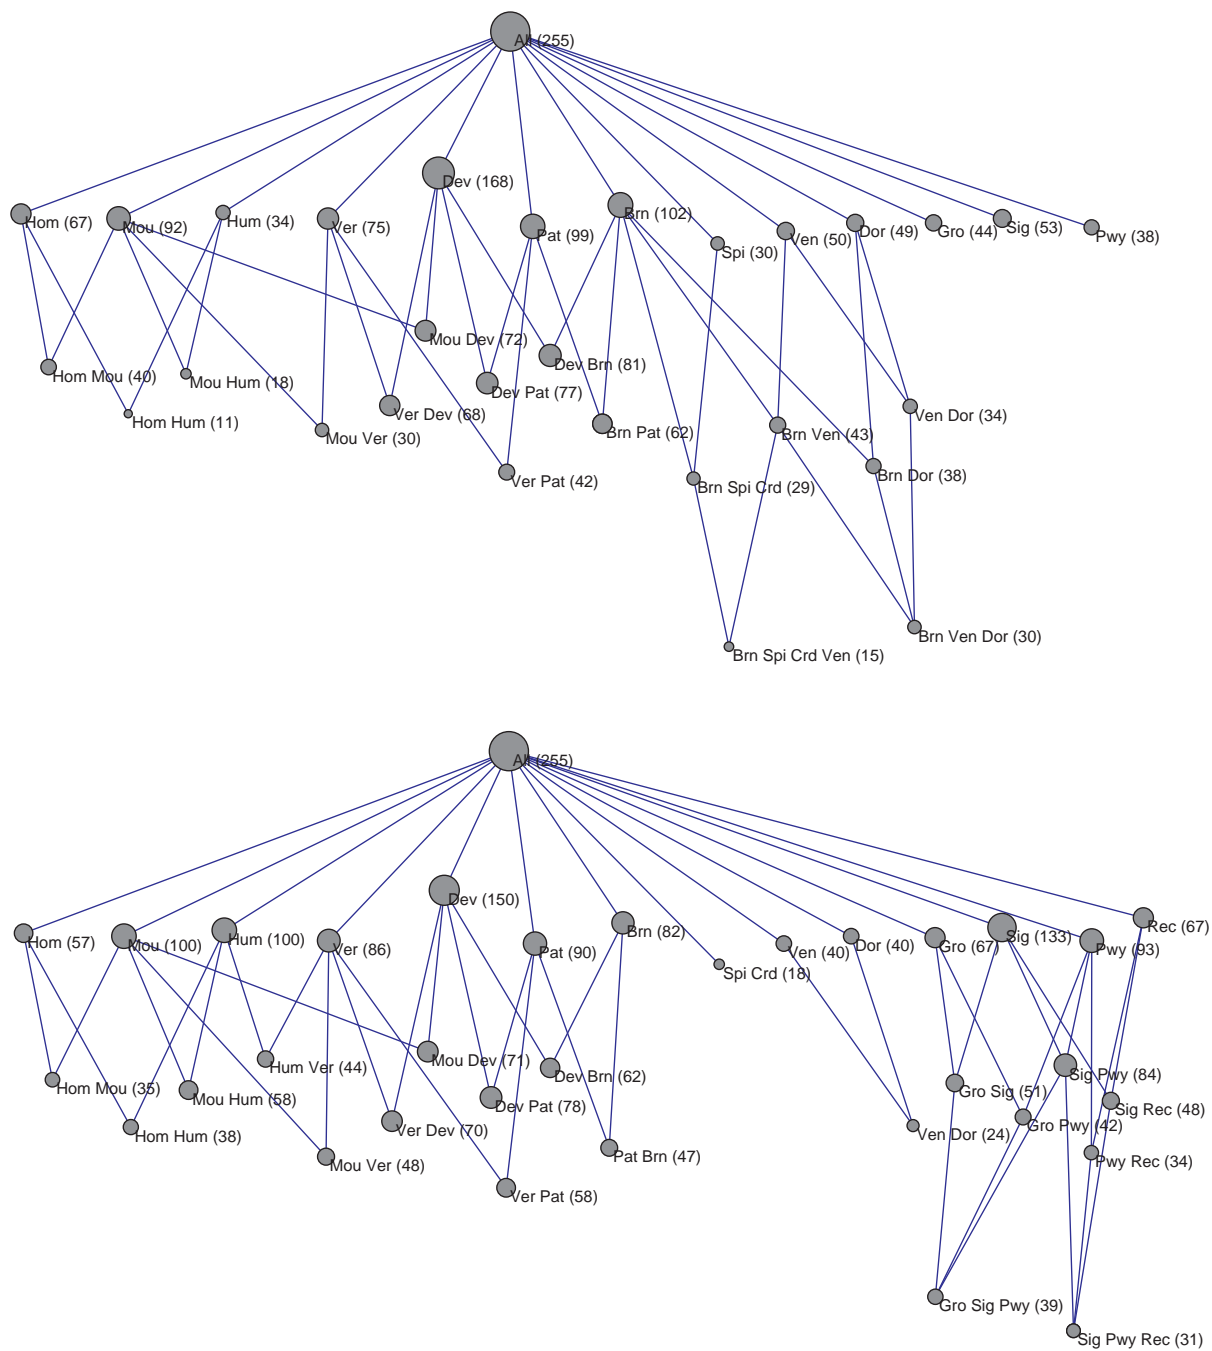 All (255)
Dev (168)
Hom (67)
Mou (92)
Hum (34)
Ver (75)
Pat (99)
Brn (102)
Spi (30)
Ven (50)
Dor (49)
Gro (44)
Sig (53)
Pwy (38)
Mou Dev (72)
Dev Brn (81)
Hom Mou (40)
Mou Hum (18)
Dev Pat (77)
Hom Hum (11)
Ver Dev (68)
Ven Dor (34)
Mou Ver (30)
Brn Pat (62)
Brn Ven (43)
Ver Pat (42)
Brn Spi Crd (29)
Brn Dor (38)
Brn Ven Dor (30)
Brn Spi Crd Ven (15)
All (255)
Dev (150)
Hom (57)
Mou (100)
Hum (100)
Ver (86)
Pat (90)
Brn (82)
Spi Crd (18)
Ven (40)
Dor (40)
Gro (67)
Sig (133)
Pwy (93)
Rec (67)
Hum Ver (44)
Mou Dev (71)
Dev Brn (62)
Sig Pwy (84)
Hom Mou (35)
Mou Hum (58)
Dev Pat (78)
Gro Sig (51)
Sig Rec (48)
Hom Hum (38)
Ver Dev (70)
Ven Dor (24)
Gro Pwy (42)
Mou Ver (48)
Pat Brn (47)
Pwy Rec (34)
Ver Pat (58)
Gro Sig Pwy (39)
Sig Pwy Rec (31)